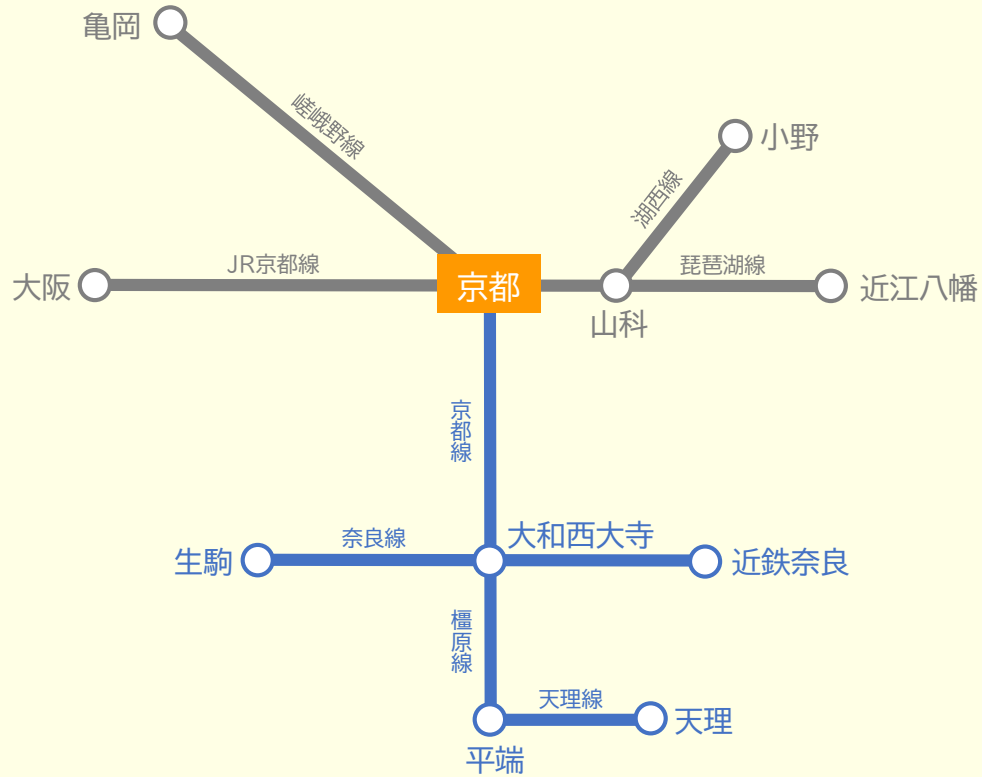 亀岡
嵯峨野線
小野
湖西線
JR京都線
琵琶湖線
大阪
京都
近江八幡
山科
京都線
奈良線
大和西大寺
生駒
近鉄奈良
橿原線
天理線
天理
平端